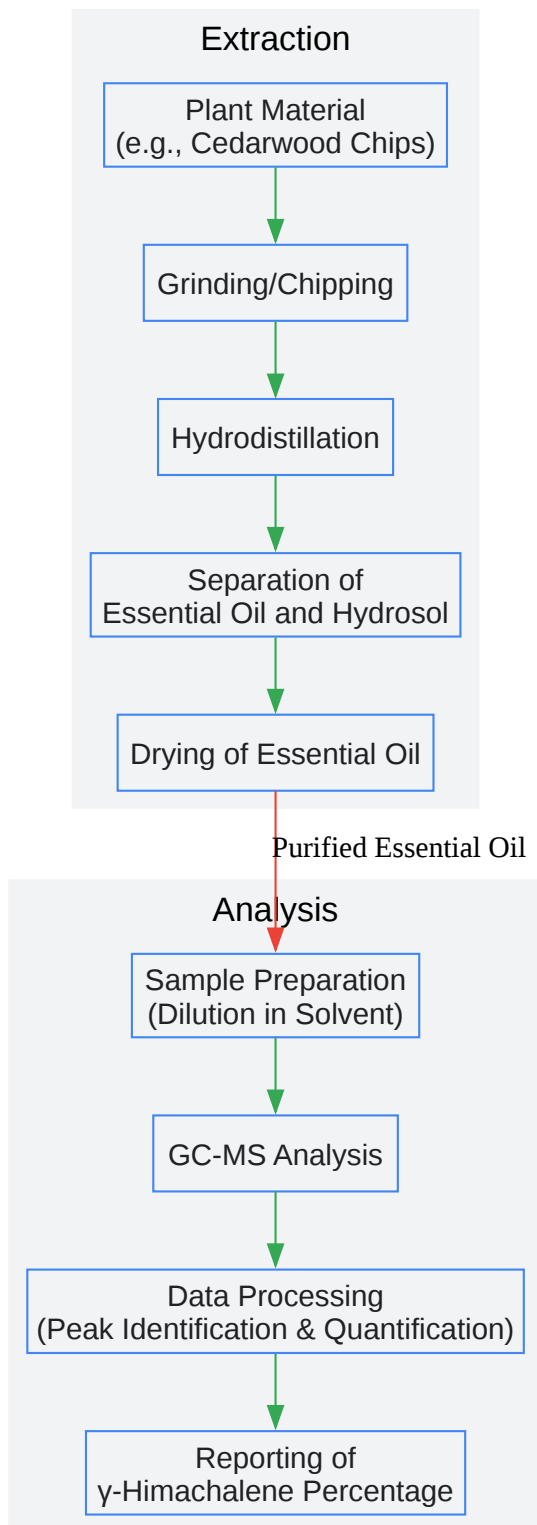 Extraction
Plant Material
(e.g., Cedarwood Chips)
Grinding/Chipping
Hydrodistillation
Separation of
Essential Oil and Hydrosol
Drying of Essential Oil
Purified Essential Oil
Analysis
Sample Preparation
(Dilution in Solvent)
GC-MS Analysis
Data Processing
(Peak Identification & Quantification)
Reporting of
γ-Himachalene Percentage